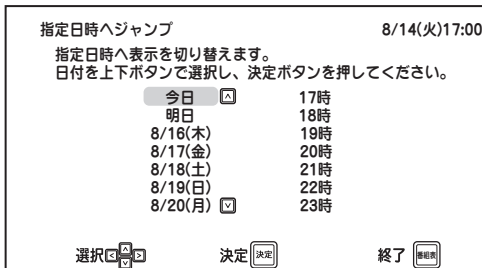 指定日時へジャンプ 8/14(火)17:00
指定日時へ表示を切り替えます。
日付を上下ボタンで選択し、決定ボタンを押してください。
今日 17時
明日 18時
8/16(木) 19時
8/17(金) 20時
8/18(土) 21時
8/19(日) 22時
8/20(月) 23時
選択 決定 決定 終了 番組表